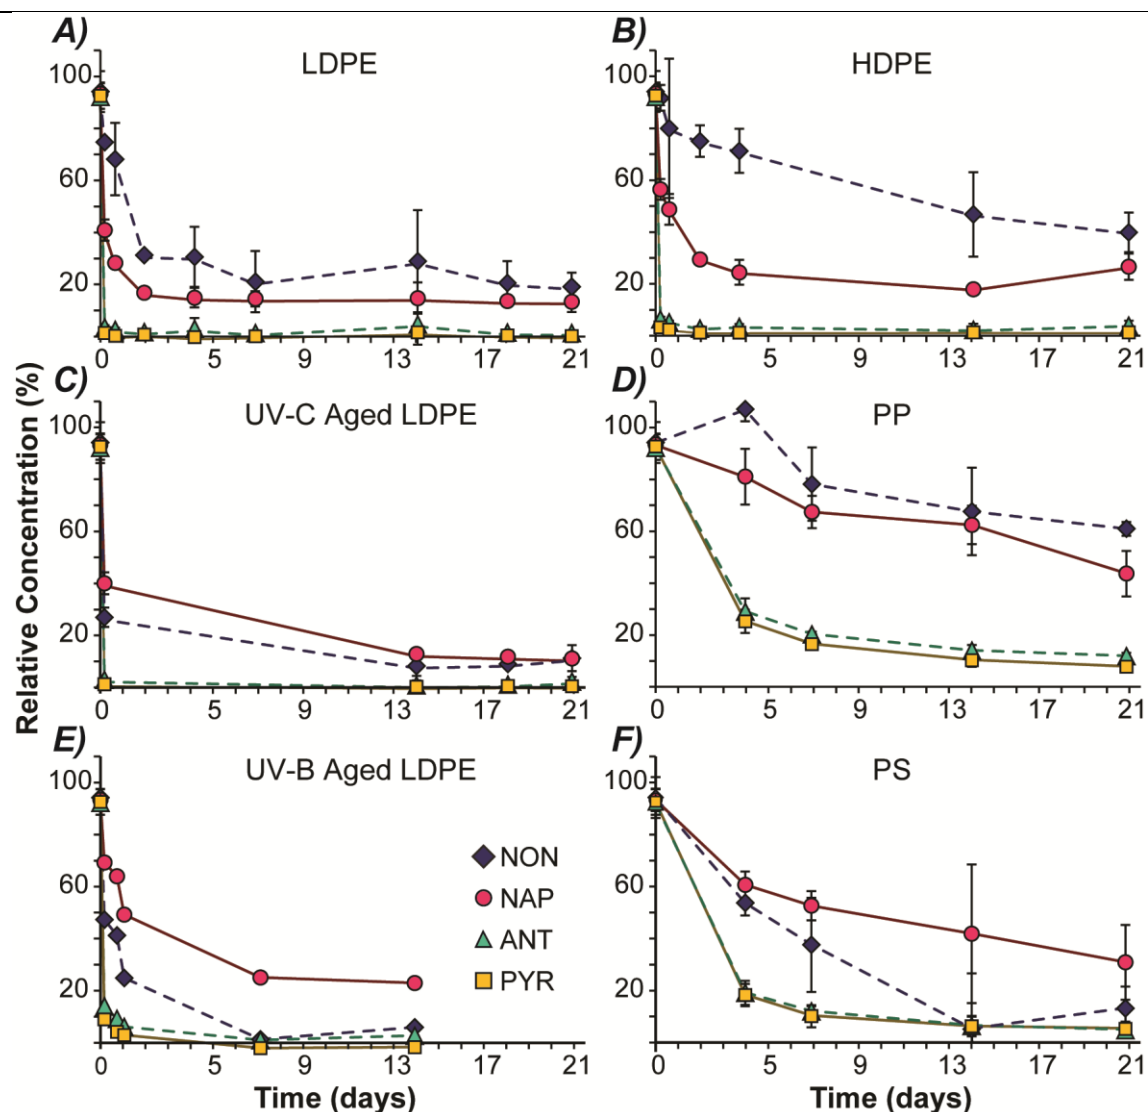 A)
LDPE
100
60
20
0 5 9 13 17 21
B)
HDPE
100
60
20
0 5 9 13 17 21
Relative Concentration (%)
C)
UV-C Aged LDPE
100
60
20
0 5 9 13 17 21
D)
PP
100
60
20
0 5 9 13 17 21
E)
UV-B Aged LDPE
100
60
20
NON
NAP
ANT
PYR
0 5 9 13 17 21
Time (days)
F)
PS
100
60
20
0 5 9 13 17 21
Time (days)